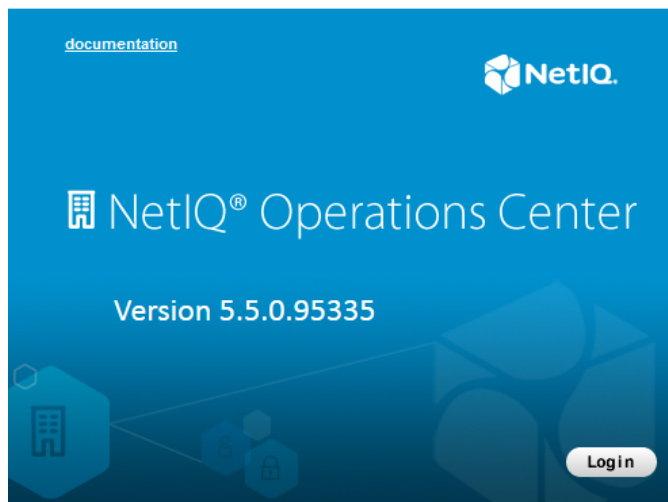 documentation
NetIQ.
NetIQ® Operations Center
Version 5.5.0.95335
Login